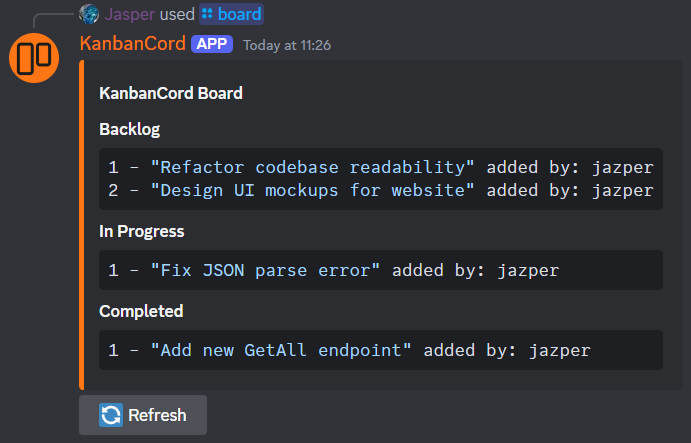 Jasper used board
KanbanCord APP Today at 11:26
KanbanCord Board
Backlog
1 - "Refactor codebase readability" added by: jazper
2 - "Design UI mockups for website" added by: jazper
In Progress
1 - "Fix JSON parse error" added by: jazper
Completed
1 - "Add new GetAll endpoint" added by: jazper
Refresh